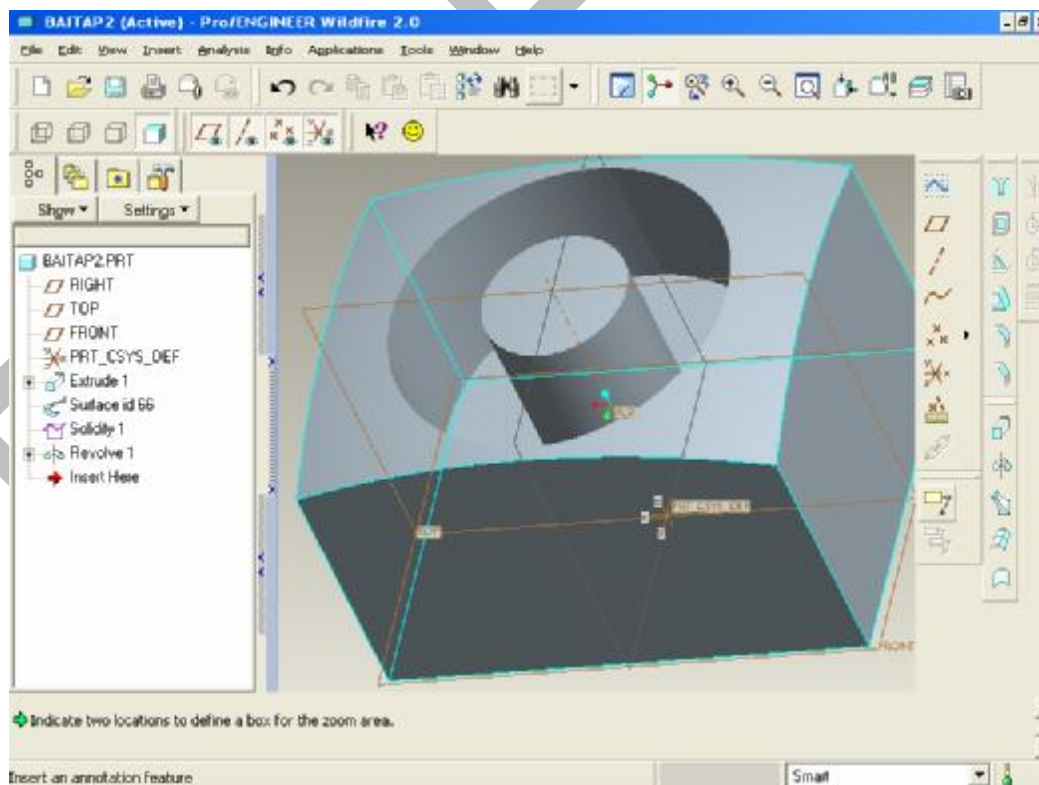 BAITAP2 (Active) - Pro/ENGINEER Wildfire 2.0
File Edit View Insert Analysis Info Applications Tools Window Help
Show Settings
BAITAP2.PRT
RIGHT
TOP
FRONT
PRT_CSYS_DEF
Extrude 1
Surface id 66
Solidify 1
Revolve 1
Insert Here
PRT_CSYS_DEF
FRONT
Indicate two locations to define a box for the zoom area.
Insert an annotation feature
Smart